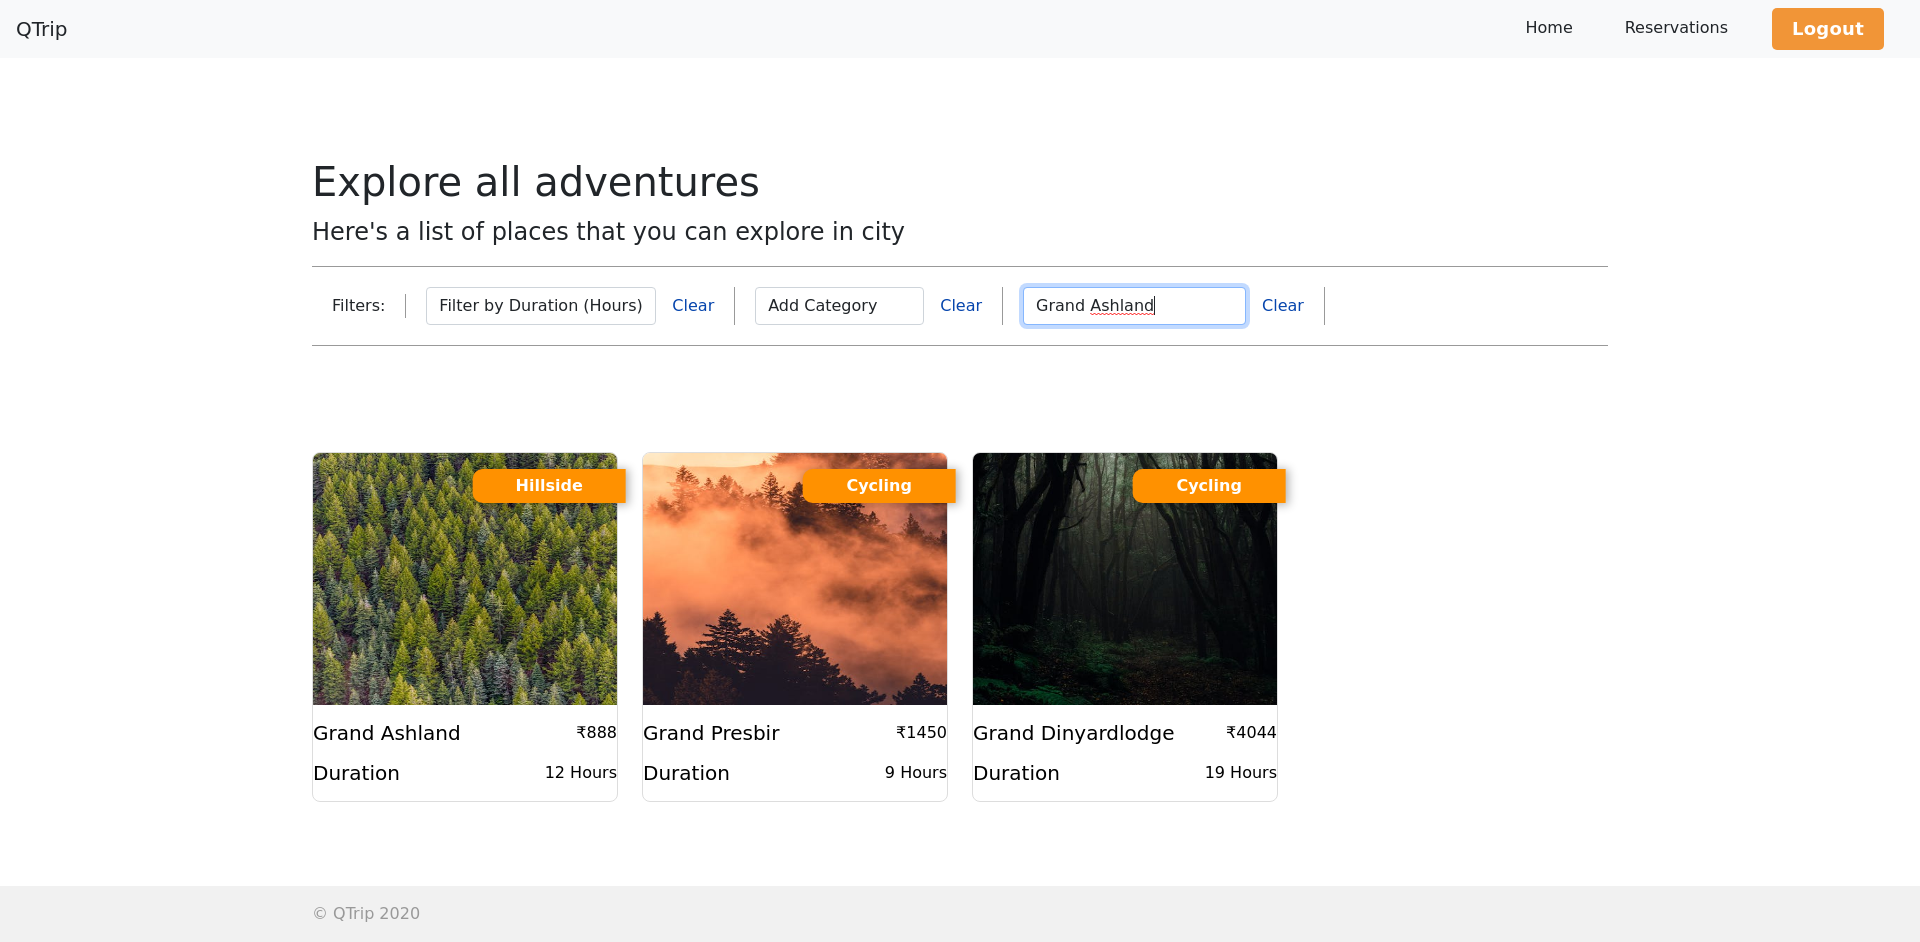 QTrip
Home
Reservations
Logout
Explore all adventures
Here's a list of places that you can explore in city
Filters:
Filter by Duration (Hours)
Clear
Add Category
Clear
Grand Ashland
Clear
Hillside
Grand Ashland
₹888
Duration
12 Hours
Cycling
Grand Presbir
₹1450
Duration
9 Hours
Cycling
Grand Dinyardlodge
₹4044
Duration
19 Hours
© QTrip 2020